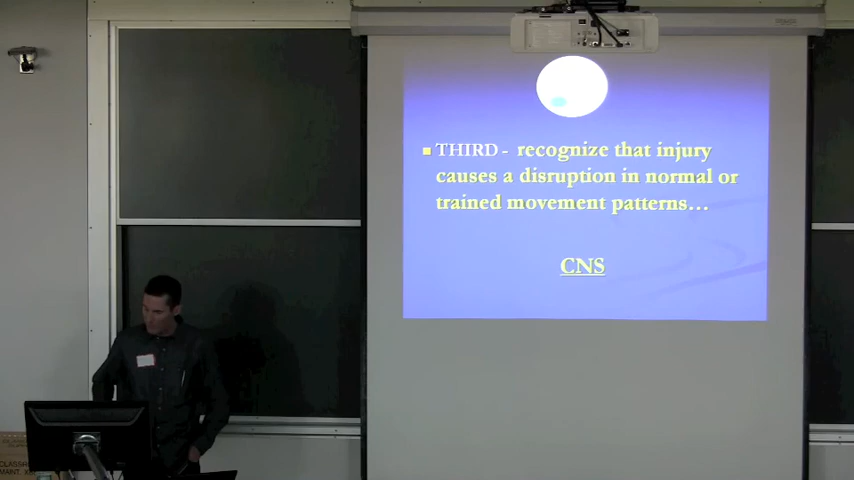 THIRD - recognize that injury
causes a disruption in normal or
trained movement patterns…
CNS